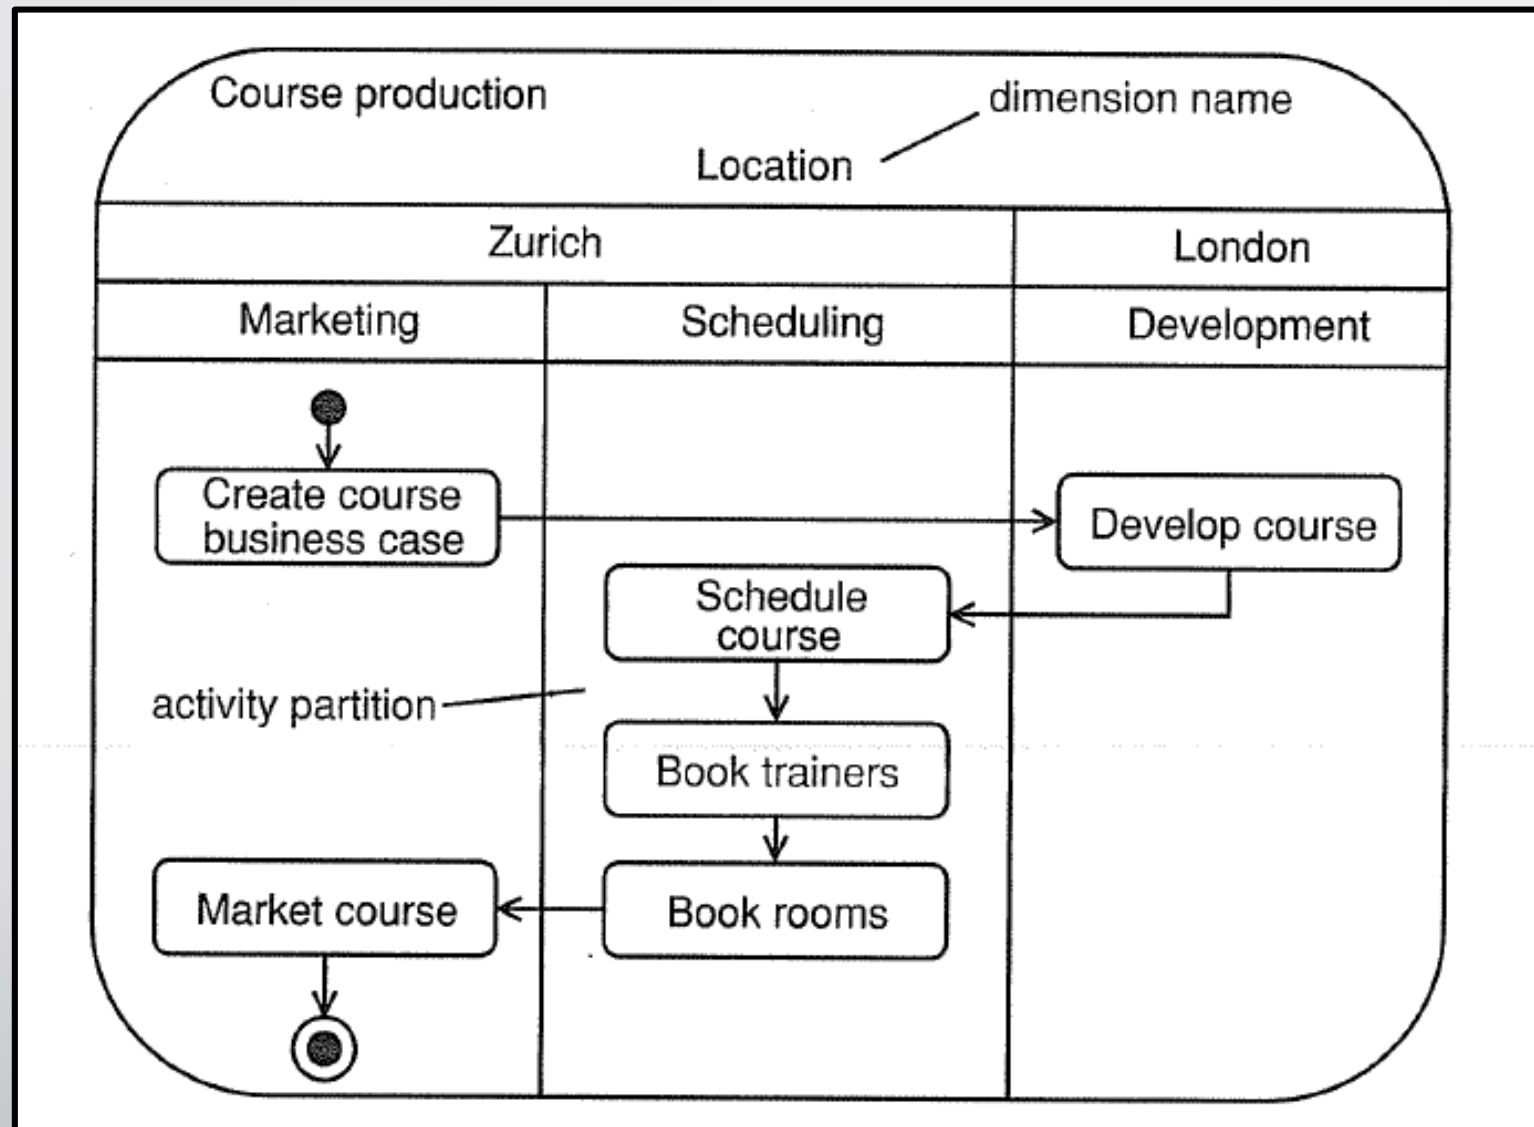 Course production
dimension name
Location
Zurich
London
Marketing
Scheduling
Development
Create course
business case
Develop course
Schedule
course
activity partition
Book trainers
Market course
Book rooms